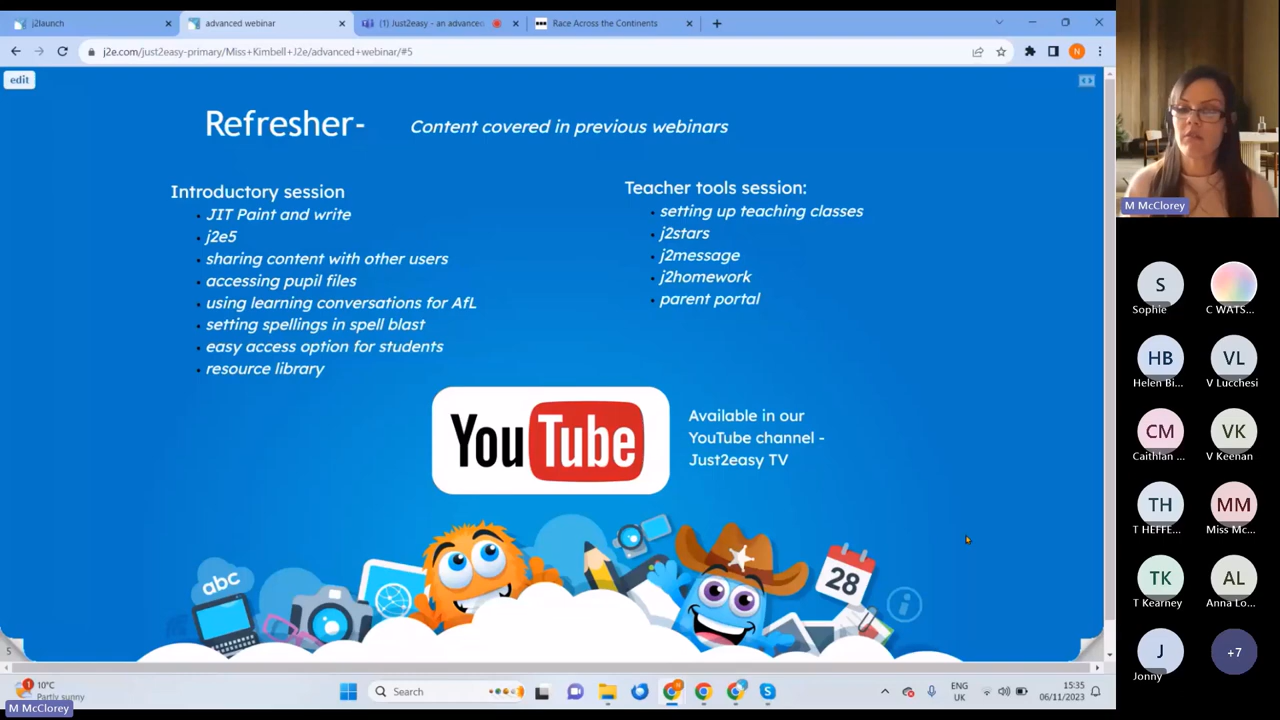 j2launch
advanced webinar
(1) Just2easy - an advanced
Race Across the Continents
j2e.com/just2easy-primary/Miss+Kimbell+J2e/advanced+webinar/#5
N
edit
Refresher-
Content covered in previous webinars
Introductory session
JIT Paint and write
j2e5
sharing content with other users
accessing pupil files
using learning conversations for AfL
setting spellings in spell blast
easy access option for students
resource library
Teacher tools session:
setting up teaching classes
j2stars
j2message
j2homework
parent portal
YouTube
Available in our
YouTube channel -
Just2easy TV
abc
28
5
1
10°C
Partly sunny
Search
ENG
UK
15:35
06/11/2023
M McClorey
M McClorey
S
Sophie
C WATS...
HB
Helen Bi...
VL
V Lucchesi
CM
Caithlan ...
VK
V Keenan
TH
T HEFFE...
MM
Miss Mc...
TK
T Kearney
AL
Anna Lo...
J
Jonny
+7